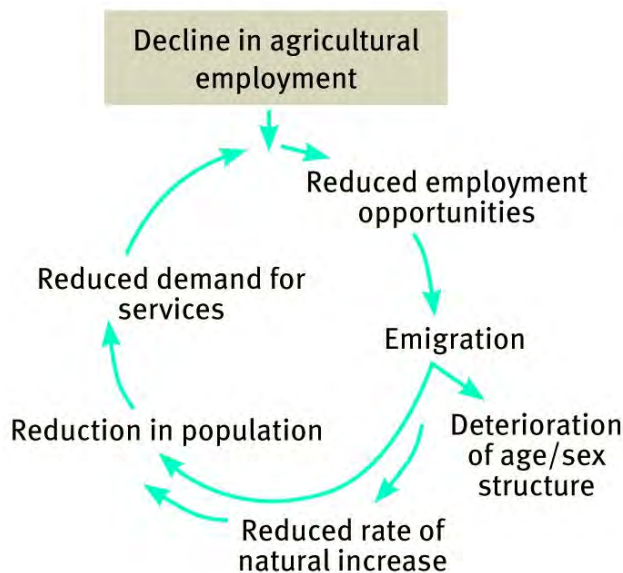 Decline in agricultural
employment
Reduced employment
opportunities
Emigration
Deterioration
of age/sex
structure
Reduced rate of
natural increase
Reduction in population
Reduced demand for
services